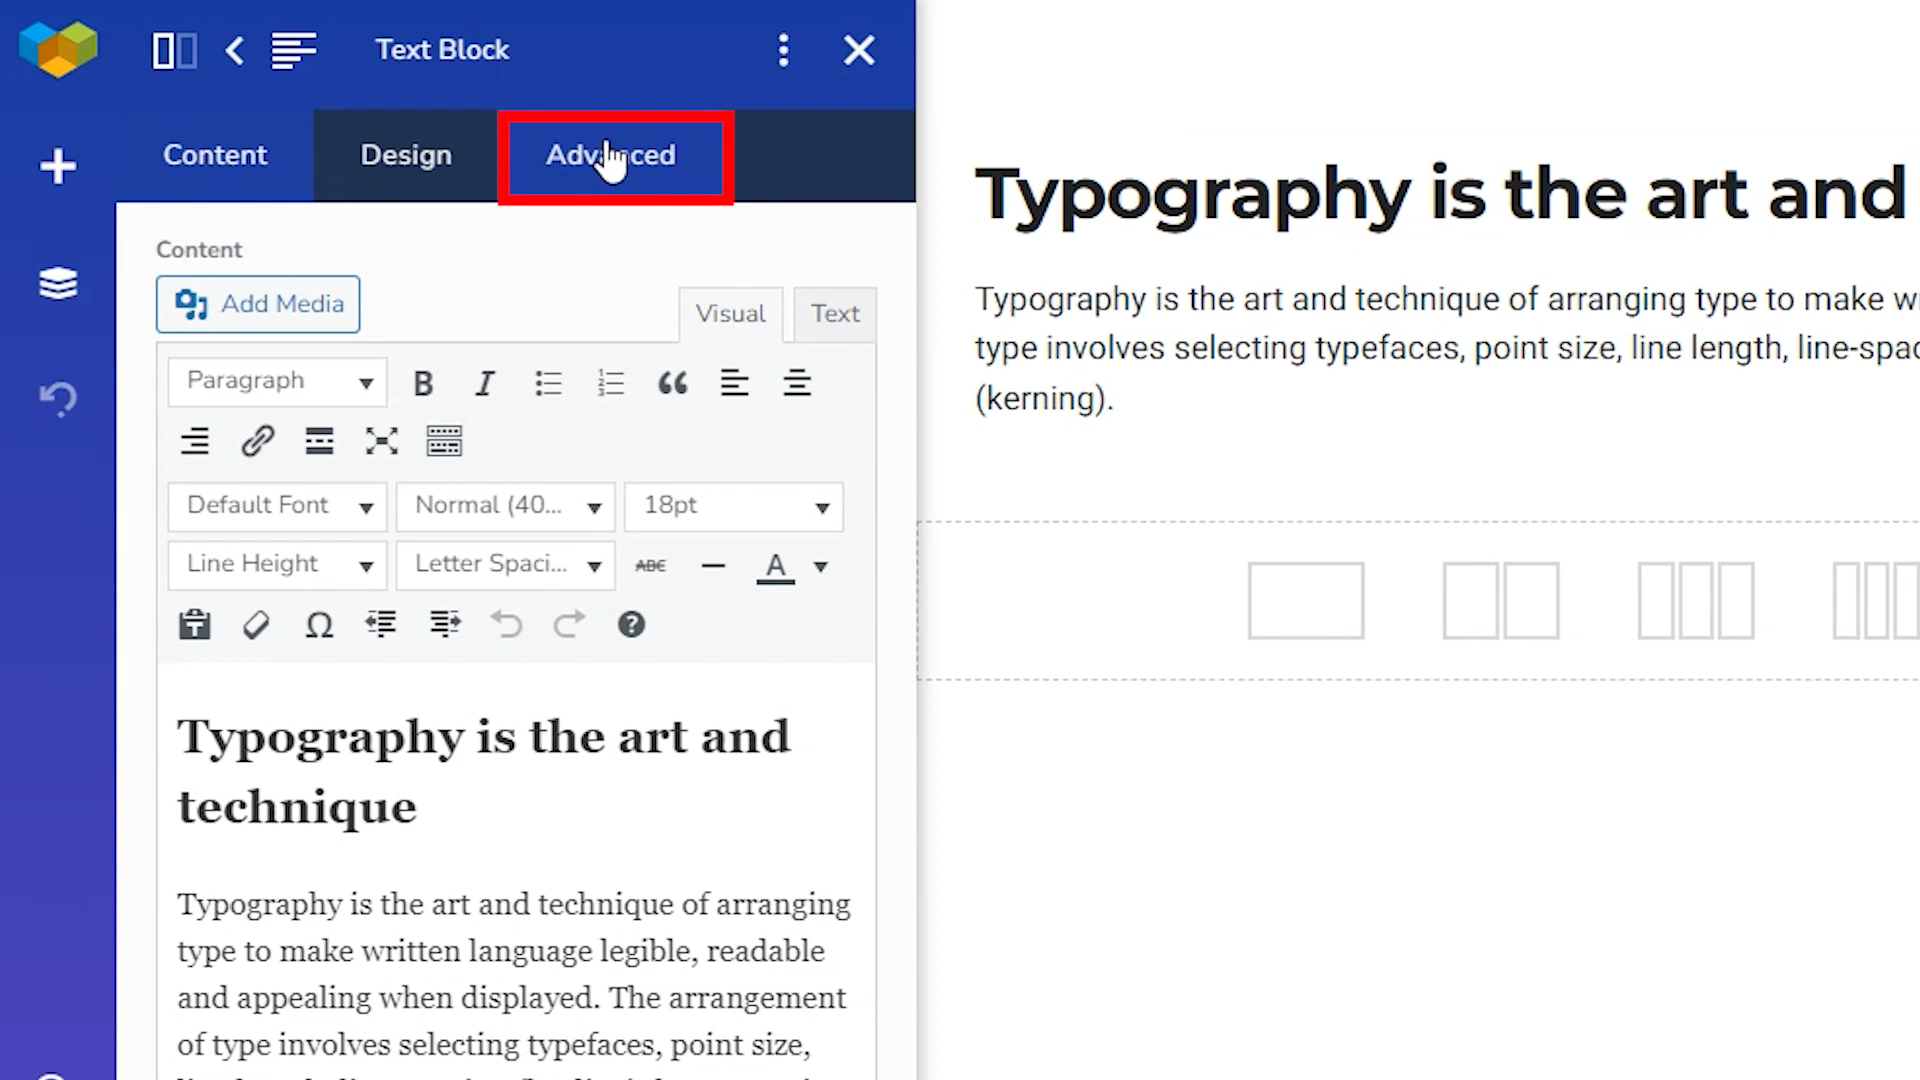 Text Block
Content
Design
Advanced
Content
Add Media
Visual
Text
Paragraph
B
I
Default Font
Normal (40...
18pt
Line Height
Letter Spaci...
ABC
A
Ω
Typography is the art and
technique
Typography is the art and technique of arranging
type to make written language legible, readable
and appealing when displayed. The arrangement
of type involves selecting typefaces, point size,
Typography is the art and
Typography is the art and technique of arranging type to make
type involves selecting typefaces, point size, line length,
(kerning).